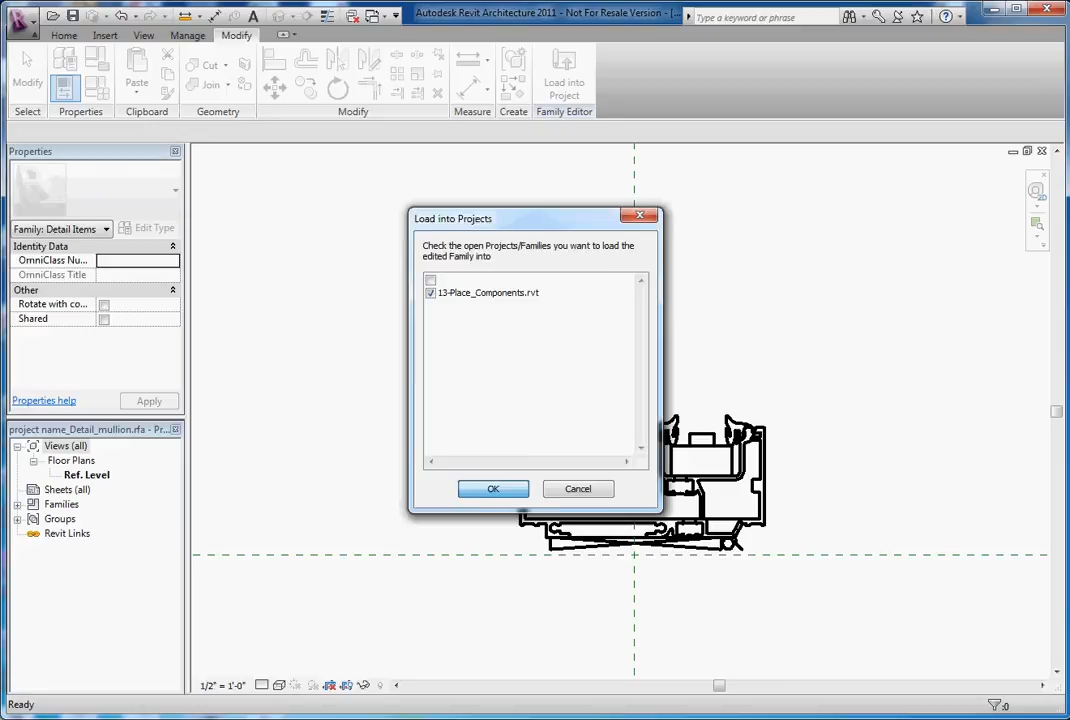 Autodesk Revit Architecture 2011 - Not For Resale Version - [...
Type a keyword or phrase
Home Insert View Manage Modify
Modify
Paste
Cut
Join
Load into
Project
Select Properties Clipboard Geometry Modify Measure Create Family Editor
Properties
Family: Detail Items
Edit Type
Identity Data
OmniClass Nu...
OmniClass Title
Other
Rotate with co...
Shared
Properties help
Apply
project name_Detail_mullion.rfa - Pr...
Views (all)
Floor Plans
Ref. Level
Sheets (all)
Families
Groups
Revit Links
Load into Projects
Check the open Projects/Families you want to load the
edited Family into
13-Place_Components.rvt
OK
Cancel
2D
1/2" = 1'-0"
Ready
:0